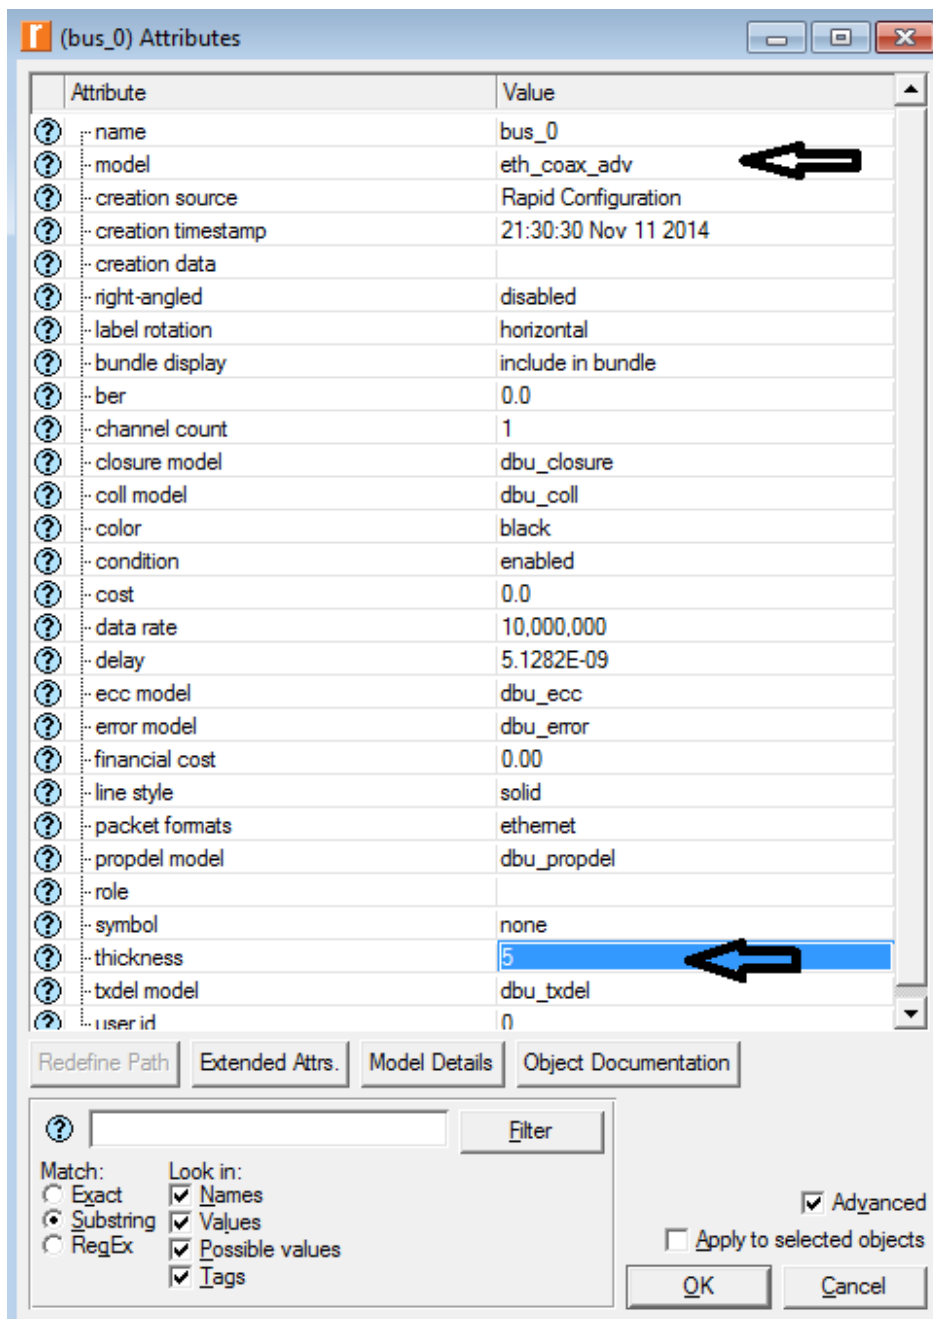 (bus_0) Attributes
Attribute Value
name bus_0
model eth_coax_adv
creation source Rapid Configuration
creation timestamp 21:30:30 Nov 11 2014
creation data
right-angled disabled
label rotation horizontal
bundle display include in bundle
ber 0.0
channel count 1
closure model dbu_closure
coll model dbu_coll
color black
condition enabled
cost 0.0
data rate 10,000,000
delay 5.1282E-09
ecc model dbu_ecc
error model dbu_error
financial cost 0.00
line style solid
packet formats ethernet
propdel model dbu_propdel
role
symbol none
thickness 5
txdel model dbu_txdel
user id 0
Redefine Path Extended Attrs. Model Details Object Documentation
Filter
Match: Look in:
Exact Names
Substring Values
RegEx Possible values
Tags
Advanced
Apply to selected objects
OK Cancel